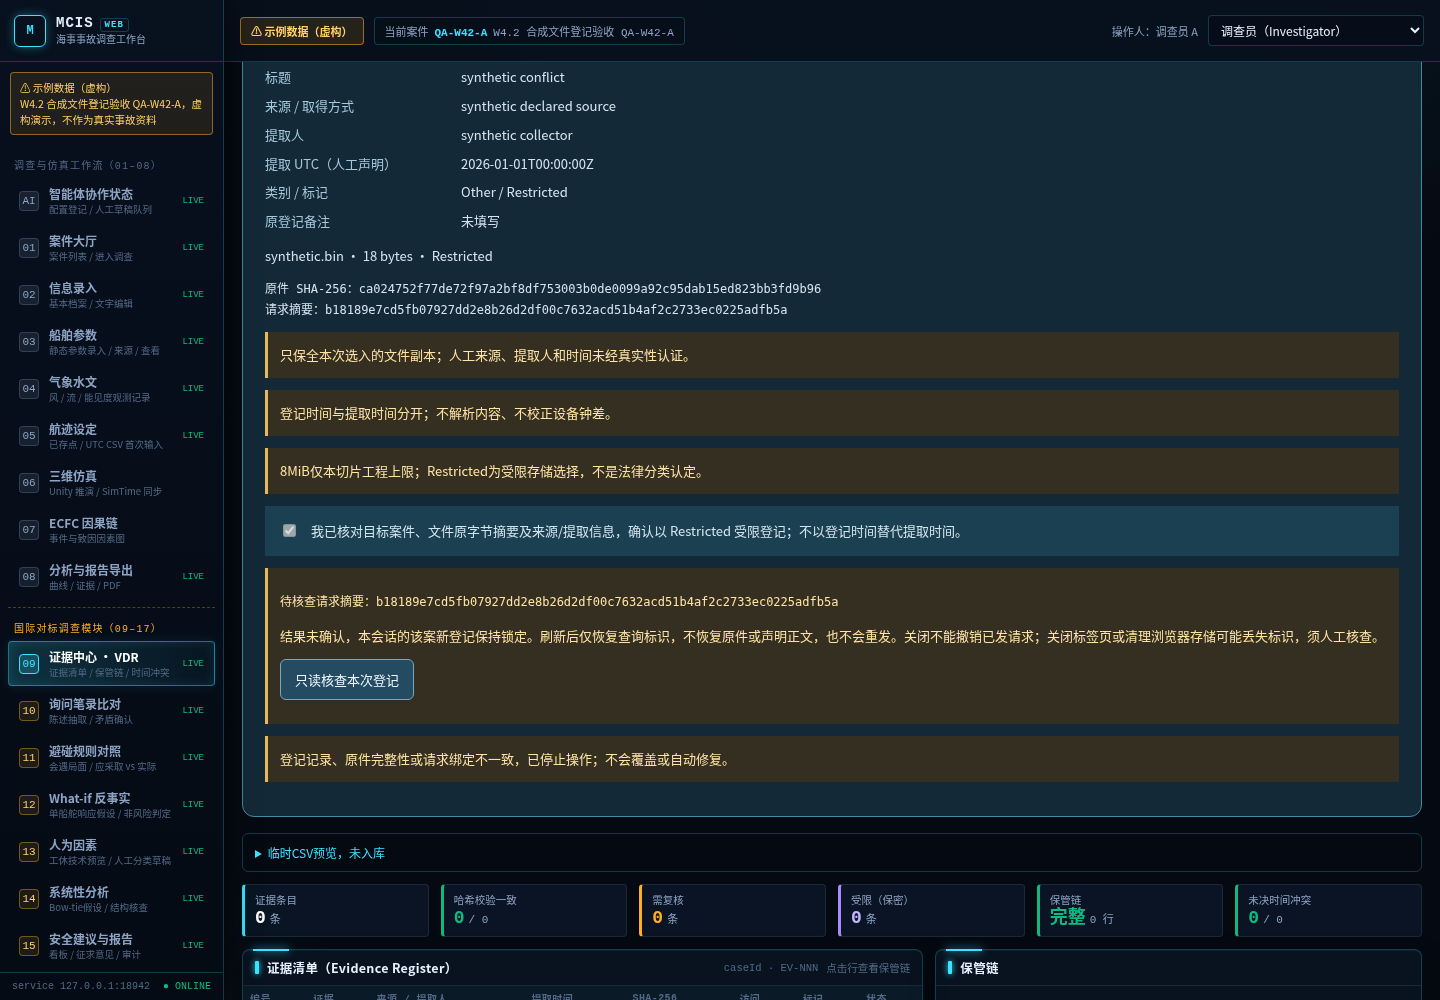 M
MCIS WEB
海事事故调查工作台
⚠ 示例数据（虚构）
当前案件 QA-W42-A W4.2 合成文件登记验收 QA-W42-A
操作人：调查员 A
调查员（Investigator）
⚠ 示例数据（虚构）
W4.2 合成文件登记验收 QA-W42-A，虚
构演示，不作为真实事故资料
调查与仿真工作流（01–08）
AI 智能体协作状态 LIVE
配置登记 / 人工草稿队列
01 案件大厅 LIVE
案件列表 / 进入调查
02 信息录入 LIVE
基本档案 / 文字编辑
03 船舶参数 LIVE
静态参数录入 / 来源 / 查看
04 气象水文 LIVE
风 / 流 / 能见度观测记录
05 航迹设定 LIVE
已存点 / UTC CSV 首次输入
06 三维仿真
Unity 推演 / SimTime 同步
07 ECFC 因果链
事件与致因因素图
08 分析与报告导出 LIVE
曲线 / 证据 / PDF
国际对标调查模块（09–17）
09 证据中心 · VDR LIVE
证据清单 / 保管链 / 时间冲突
10 询问笔录比对 LIVE
陈述抽取 / 矛盾确认
11 避碰规则对照 LIVE
会遇局面 / 应采取 vs 实际
12 What-if 反事实 LIVE
单船舵响应假设 / 非风险判定
13 人为因素 LIVE
工休技术预览 / 人工分类草稿
14 系统性分析 LIVE
Bow-tie假设 / 结构核查
15 安全建议与报告 LIVE
看板 / 征求意见 / 审计
service 127.0.0.1:18942 ● ONLINE
标题 synthetic conflict
来源 / 取得方式 synthetic declared source
提取人 synthetic collector
提取 UTC（人工声明） 2026-01-01T00:00:00Z
类别 / 标记 Other / Restricted
原登记备注 未填写
synthetic.bin · 18 bytes · Restricted
原件 SHA-256：ca024752f77de72f97a2bf8df753003b0de0099a92c95dab15ed823bb3fd9b96
请求摘要：b18189e7cd5fb07927dd2e8b26d2df00c7632acd51b4af2c2733ec0225adfb5a
只保全本次选入的文件副本；人工来源、提取人和时间未经真实性认证。
登记时间与提取时间分开；不解析内容、不校正设备钟差。
8MiB仅本切片工程上限；Restricted为受限存储选择，不是法律分类认定。
我已核对目标案件、文件原字节摘要及来源/提取信息，确认以 Restricted 受限登记；不以登记时间替代提取时间。
待核查请求摘要：b18189e7cd5fb07927dd2e8b26d2df00c7632acd51b4af2c2733ec0225adfb5a
结果未确认，本会话的该案新登记保持锁定。刷新后仅恢复查询标识，不恢复原件或声明正文，也不会重发。关闭不能撤销已发请求；关闭标签页或清理浏览器存储可能丢失标识，须人工核查。
只读核查本次登记
登记记录、原件完整性或请求绑定不一致，已停止操作；不会覆盖或自动修复。
▶ 临时CSV预览，未入库
证据条目 哈希校验一致 需复核 受限（保密） 保管链 未决时间冲突
0 条 0 / 0 0 条 0 条 完整 0 行 0 / 0
证据清单（Evidence Register） caseId · EV-NNN 点击行查看保管链
保管链
编号 证据 来源 / 提取人 提取时间 SHA-256 访问 标记 状态